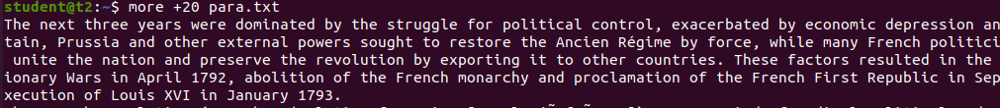 student@t2:~$ more +20 para.txt
The next three years were dominated by the struggle for political control, exacerbated by economic depression an
tain, Prussia and other external powers sought to restore the Ancien Régime by force, while many French politici
 unite the nation and preserve the revolution by exporting it to other countries. These factors resulted in the
ionary Wars in April 1792, abolition of the French monarchy and proclamation of the French First Republic in Sep
xecution of Louis XVI in January 1793.